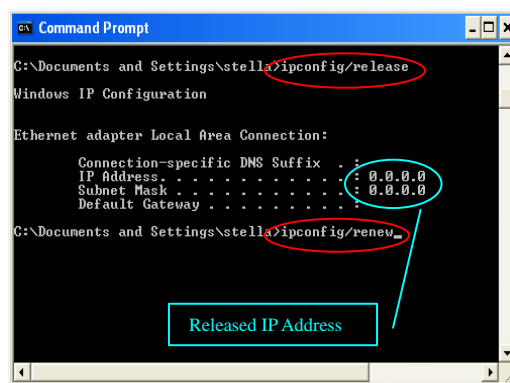 Command Prompt
C:\Documents and Settings\stella>ipconfig/release
Windows IP Configuration
Ethernet adapter Local Area Connection:
Connection-specific DNS Suffix . :
IP Address. . . . . . . . . . . . : 0.0.0.0
Subnet Mask . . . . . . . . . . . : 0.0.0.0
Default Gateway . . . . . . . . . :
C:\Documents and Settings\stella>ipconfig/renew_
Released IP Address